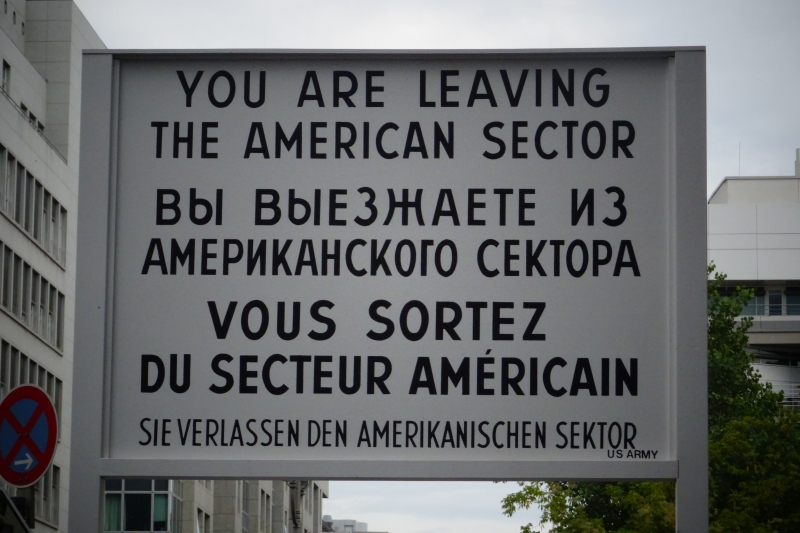 YOU ARE LEAVING
THE AMERICAN SECTOR
ВЫ ВЫЕЗЖАЕТЕ ИЗ
АМЕРИКАНСКОГО СЕКТОРА
VOUS SORTEZ
DU SECTEUR AMÉRICAIN
SIE VERLASSEN DEN AMERIKANISCHEN SEKTOR
US ARMY